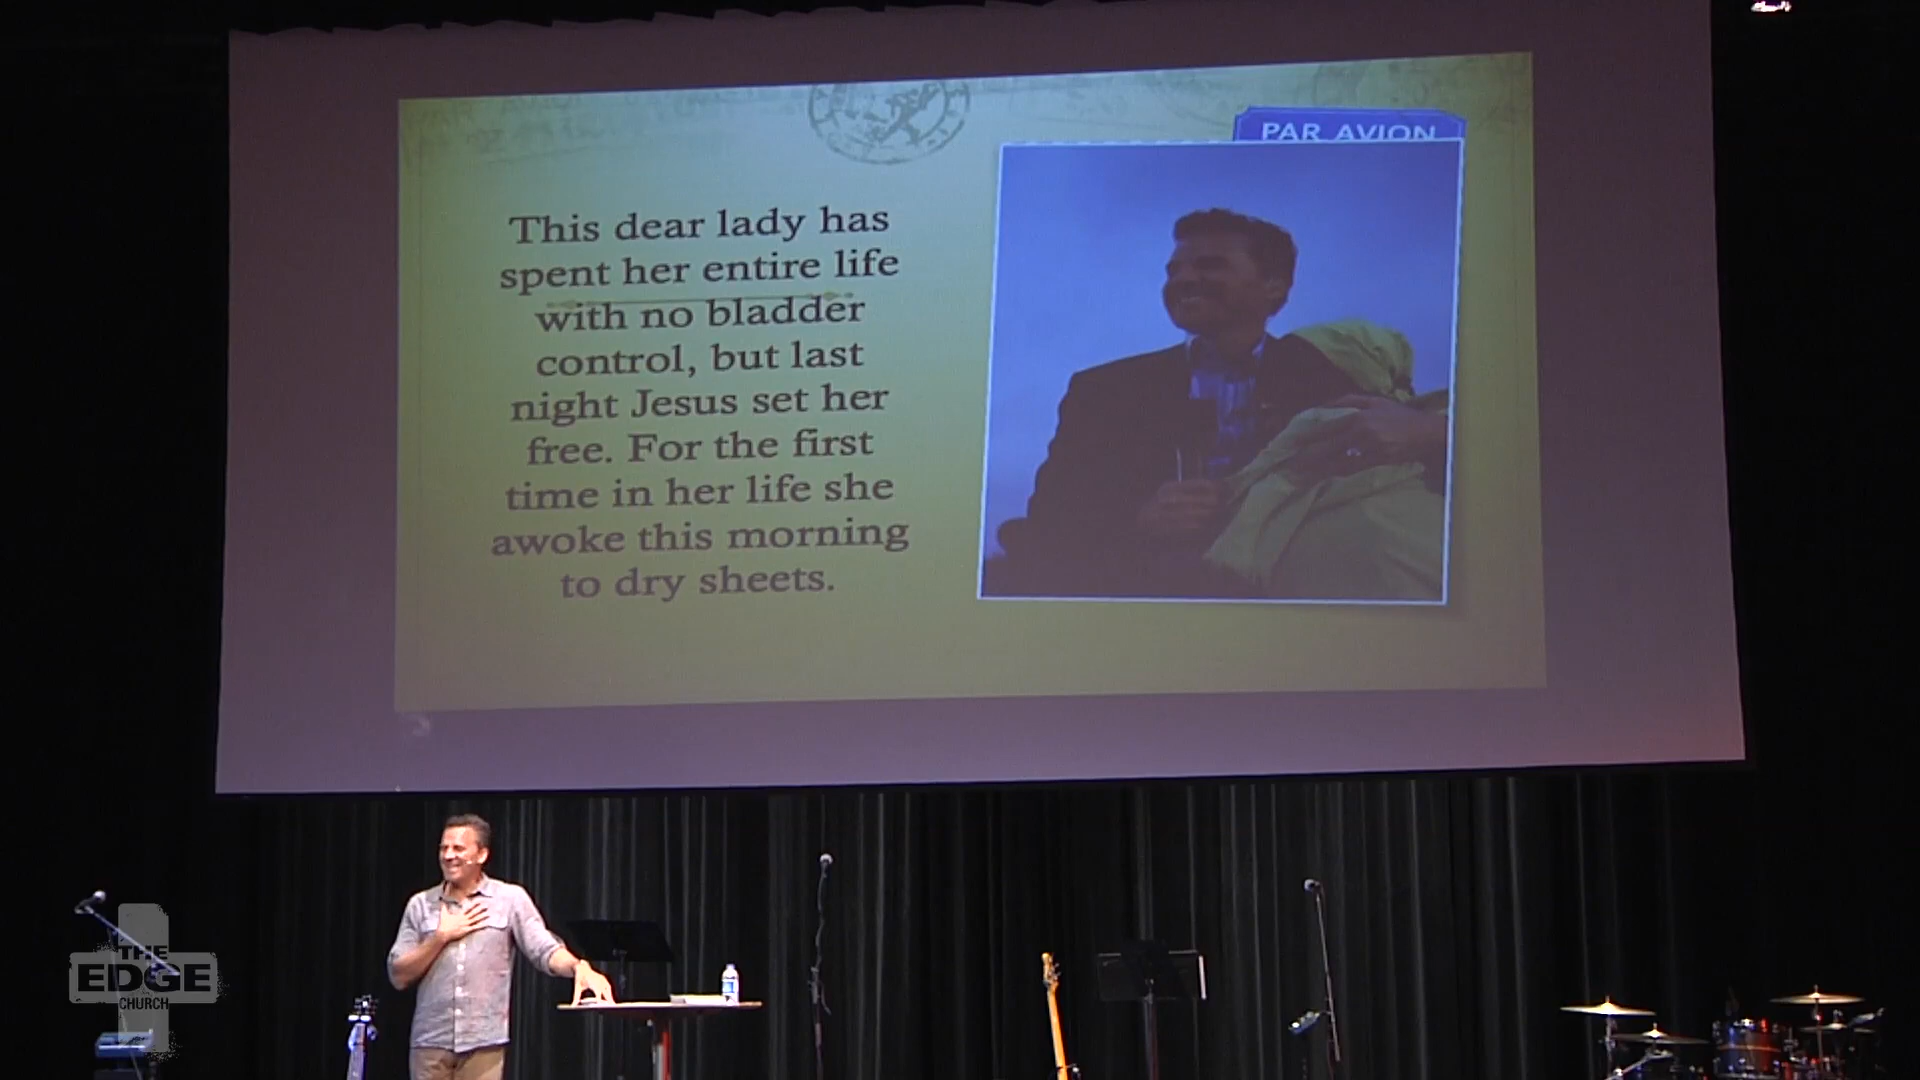 PAR AVION
This dear lady has
spent her entire life
with no bladder
control, but last
night Jesus set her
free. For the first
time in her life she
awoke this morning
to dry sheets.
THE
EDGE
CHURCH